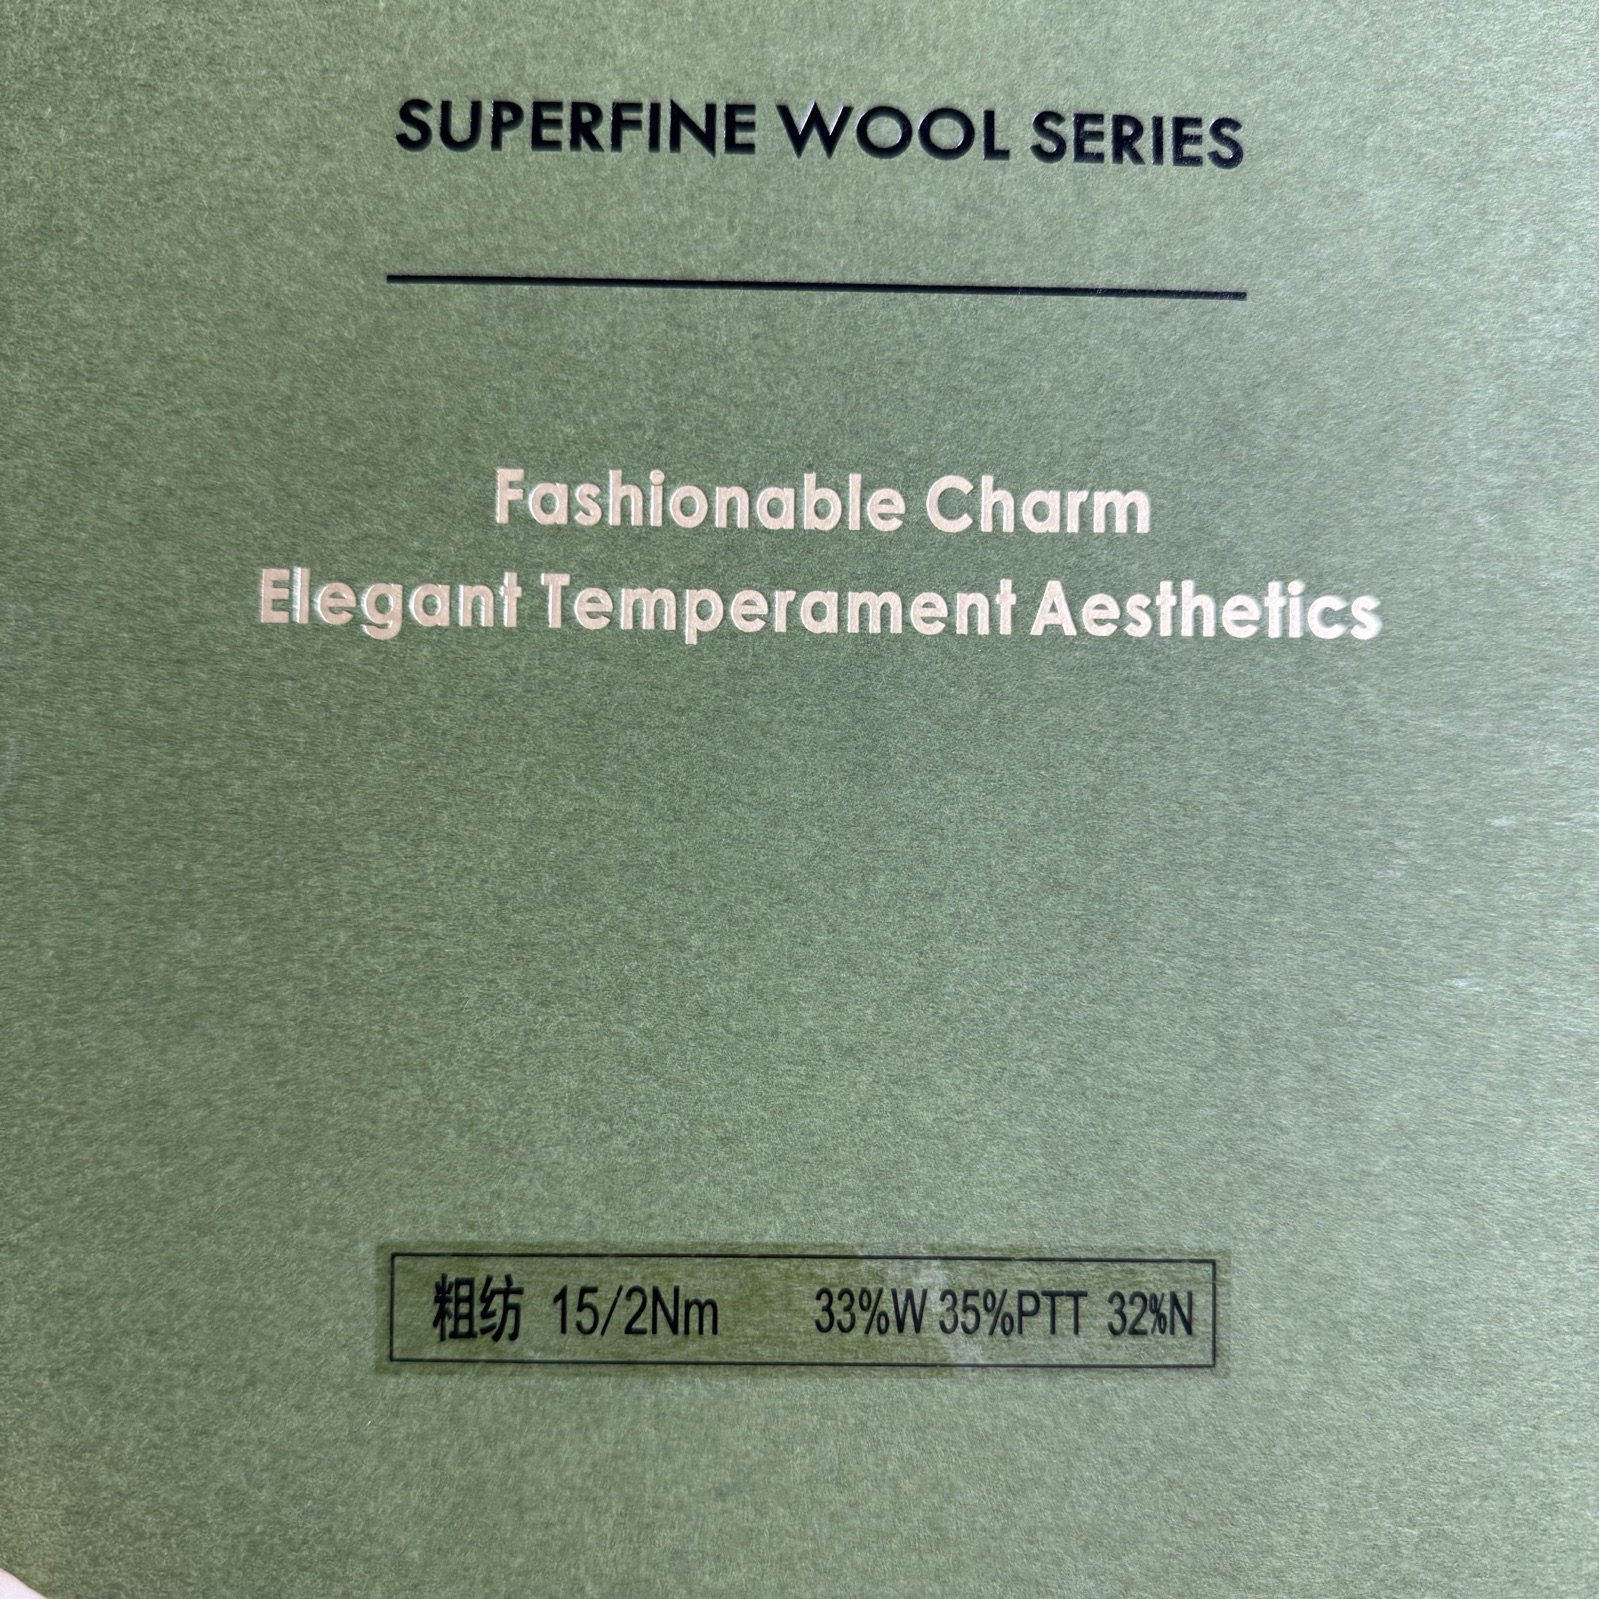 SUPERFINE WOOL SERIES
Fashionable Charm
Elegant Temperament Aesthetics
粗纺 15/2Nm 33%W 35%PTT 32%N